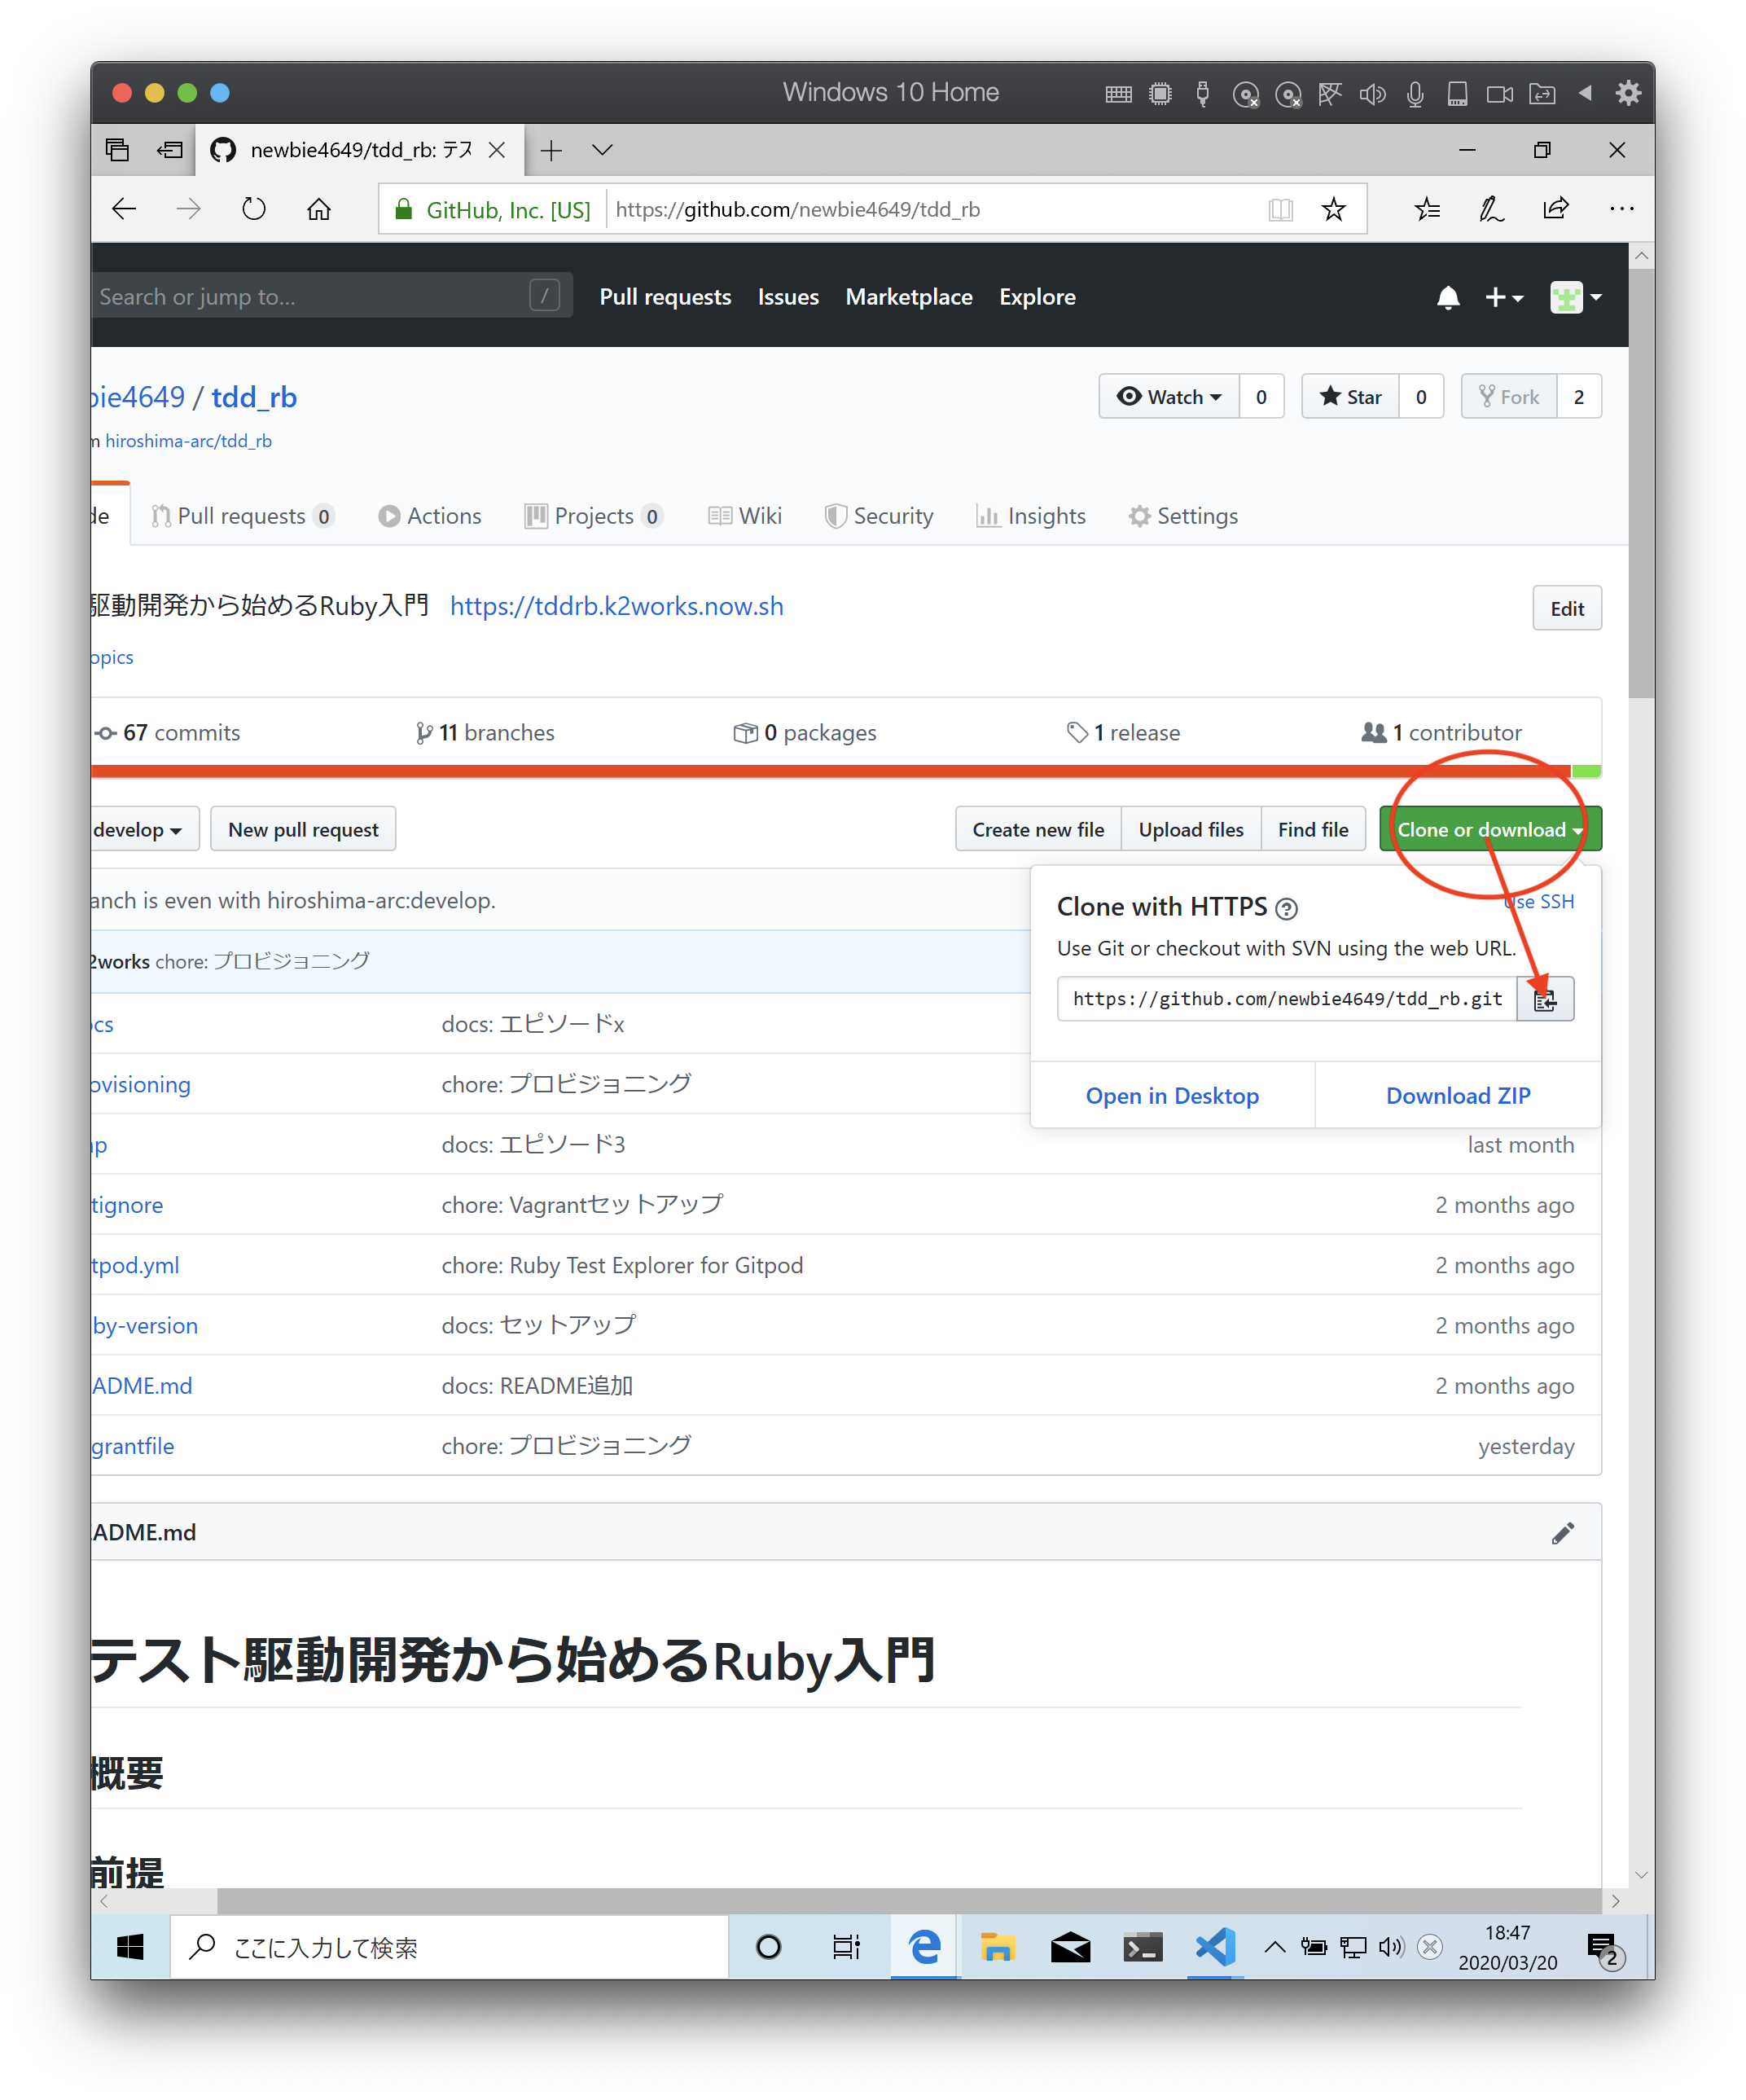 Windows 10 Home
newbie4649/tdd_rb: テス
GitHub, Inc. [US] https://github.com/newbie4649/tdd_rb
Search or jump to... /
Pull requests Issues Marketplace Explore
bie4649 / tdd_rb
Watch 0 Star 0 Fork 2
m hiroshima-arc/tdd_rb
de Pull requests 0 Actions Projects 0 Wiki Security Insights Settings
駆動開発から始めるRuby入門 https://tddrb.k2works.now.sh
Edit
opics
67 commits 11 branches 0 packages 1 release 1 contributor
develop New pull request Create new file Upload files Find file Clone or download
anch is even with hiroshima-arc:develop.
Clone with HTTPS ?
Use SSH
Use Git or checkout with SVN using the web URL.
https://github.com/newbie4649/tdd_rb.git
Open in Desktop Download ZIP
2works chore: プロビジョニング
ocs docs: エピソードx
ovisioning chore: プロビジョニング
np docs: エピソード3 last month
tignore chore: Vagrantセットアップ 2 months ago
tpod.yml chore: Ruby Test Explorer for Gitpod 2 months ago
by-version docs: セットアップ 2 months ago
ADME.md docs: README追加 2 months ago
grantfile chore: プロビジョニング yesterday
EADME.md
テスト駆動開発から始めるRuby入門
概要
前提
ここに入力して検索
18:47
2020/03/20
2